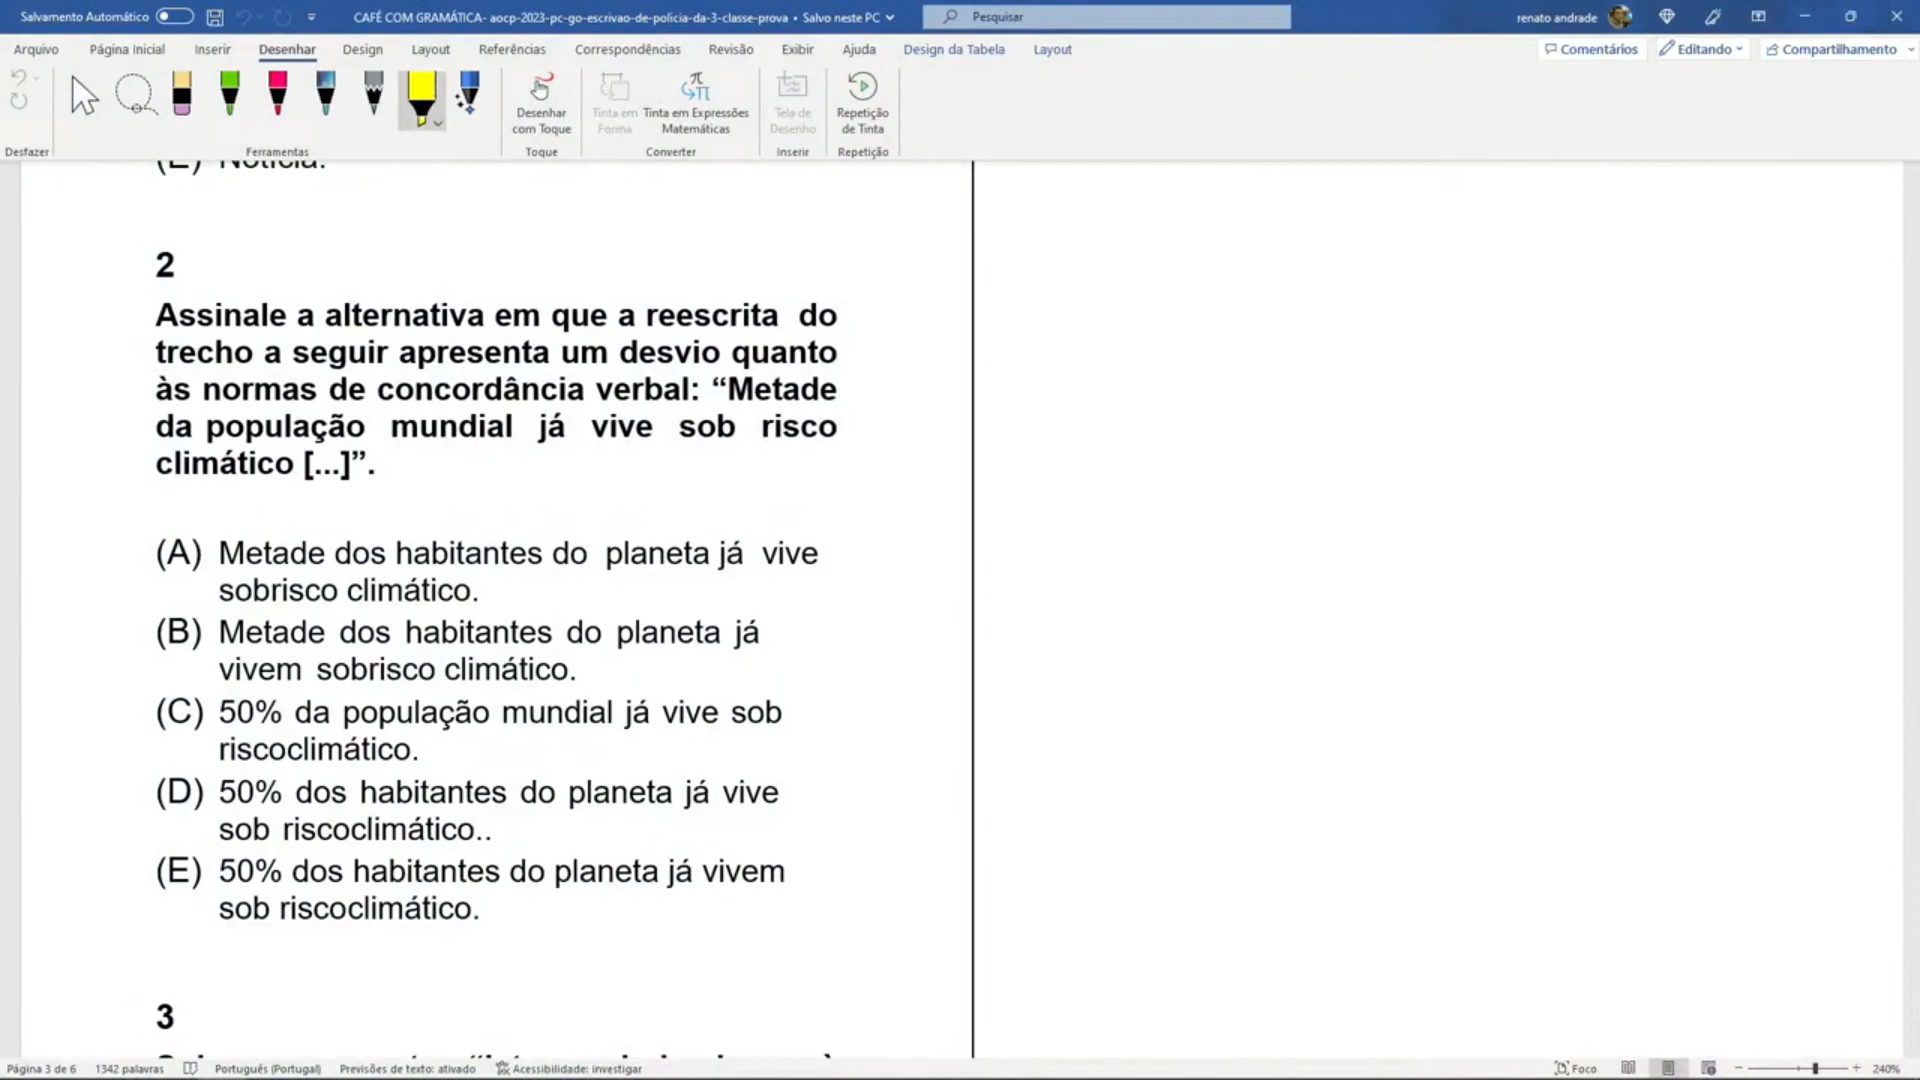 Salvamento Automático
CAFÉ COM GRAMÁTICA- aocp-2023-pc-go-escrivao-de-policia-da-3-classe-prova • Salvo neste PC
Pesquisar
renato andrade
Arquivo Página Inicial Inserir Desenhar Design Layout Referências Correspondências Revisão Exibir Ajuda Design da Tabela Layout
Comentários Editando Compartilhamento
Desenhar com Toque
Tinta em Forma
Tinta em Expressões Matemáticas
Tela de Desenho
Repetição de Tinta
Desfazer Ferramentas Toque Converter Inserir Repetição
(E) Notícia.
2
Assinale a alternativa em que a reescrita do
trecho a seguir apresenta um desvio quanto
às normas de concordância verbal: “Metade
da população mundial já vive sob risco
climático [...]”.
(A) Metade dos habitantes do planeta já vive
sobrisco climático.
(B) Metade dos habitantes do planeta já
vivem sobrisco climático.
(C) 50% da população mundial já vive sob
riscoclimático.
(D) 50% dos habitantes do planeta já vive
sob riscoclimático..
(E) 50% dos habitantes do planeta já vivem
sob riscoclimático.
3
Página 3 de 6 1342 palavras Português (Portugal) Previsões de texto: ativado Acessibilidade: investigar
Foco 240%